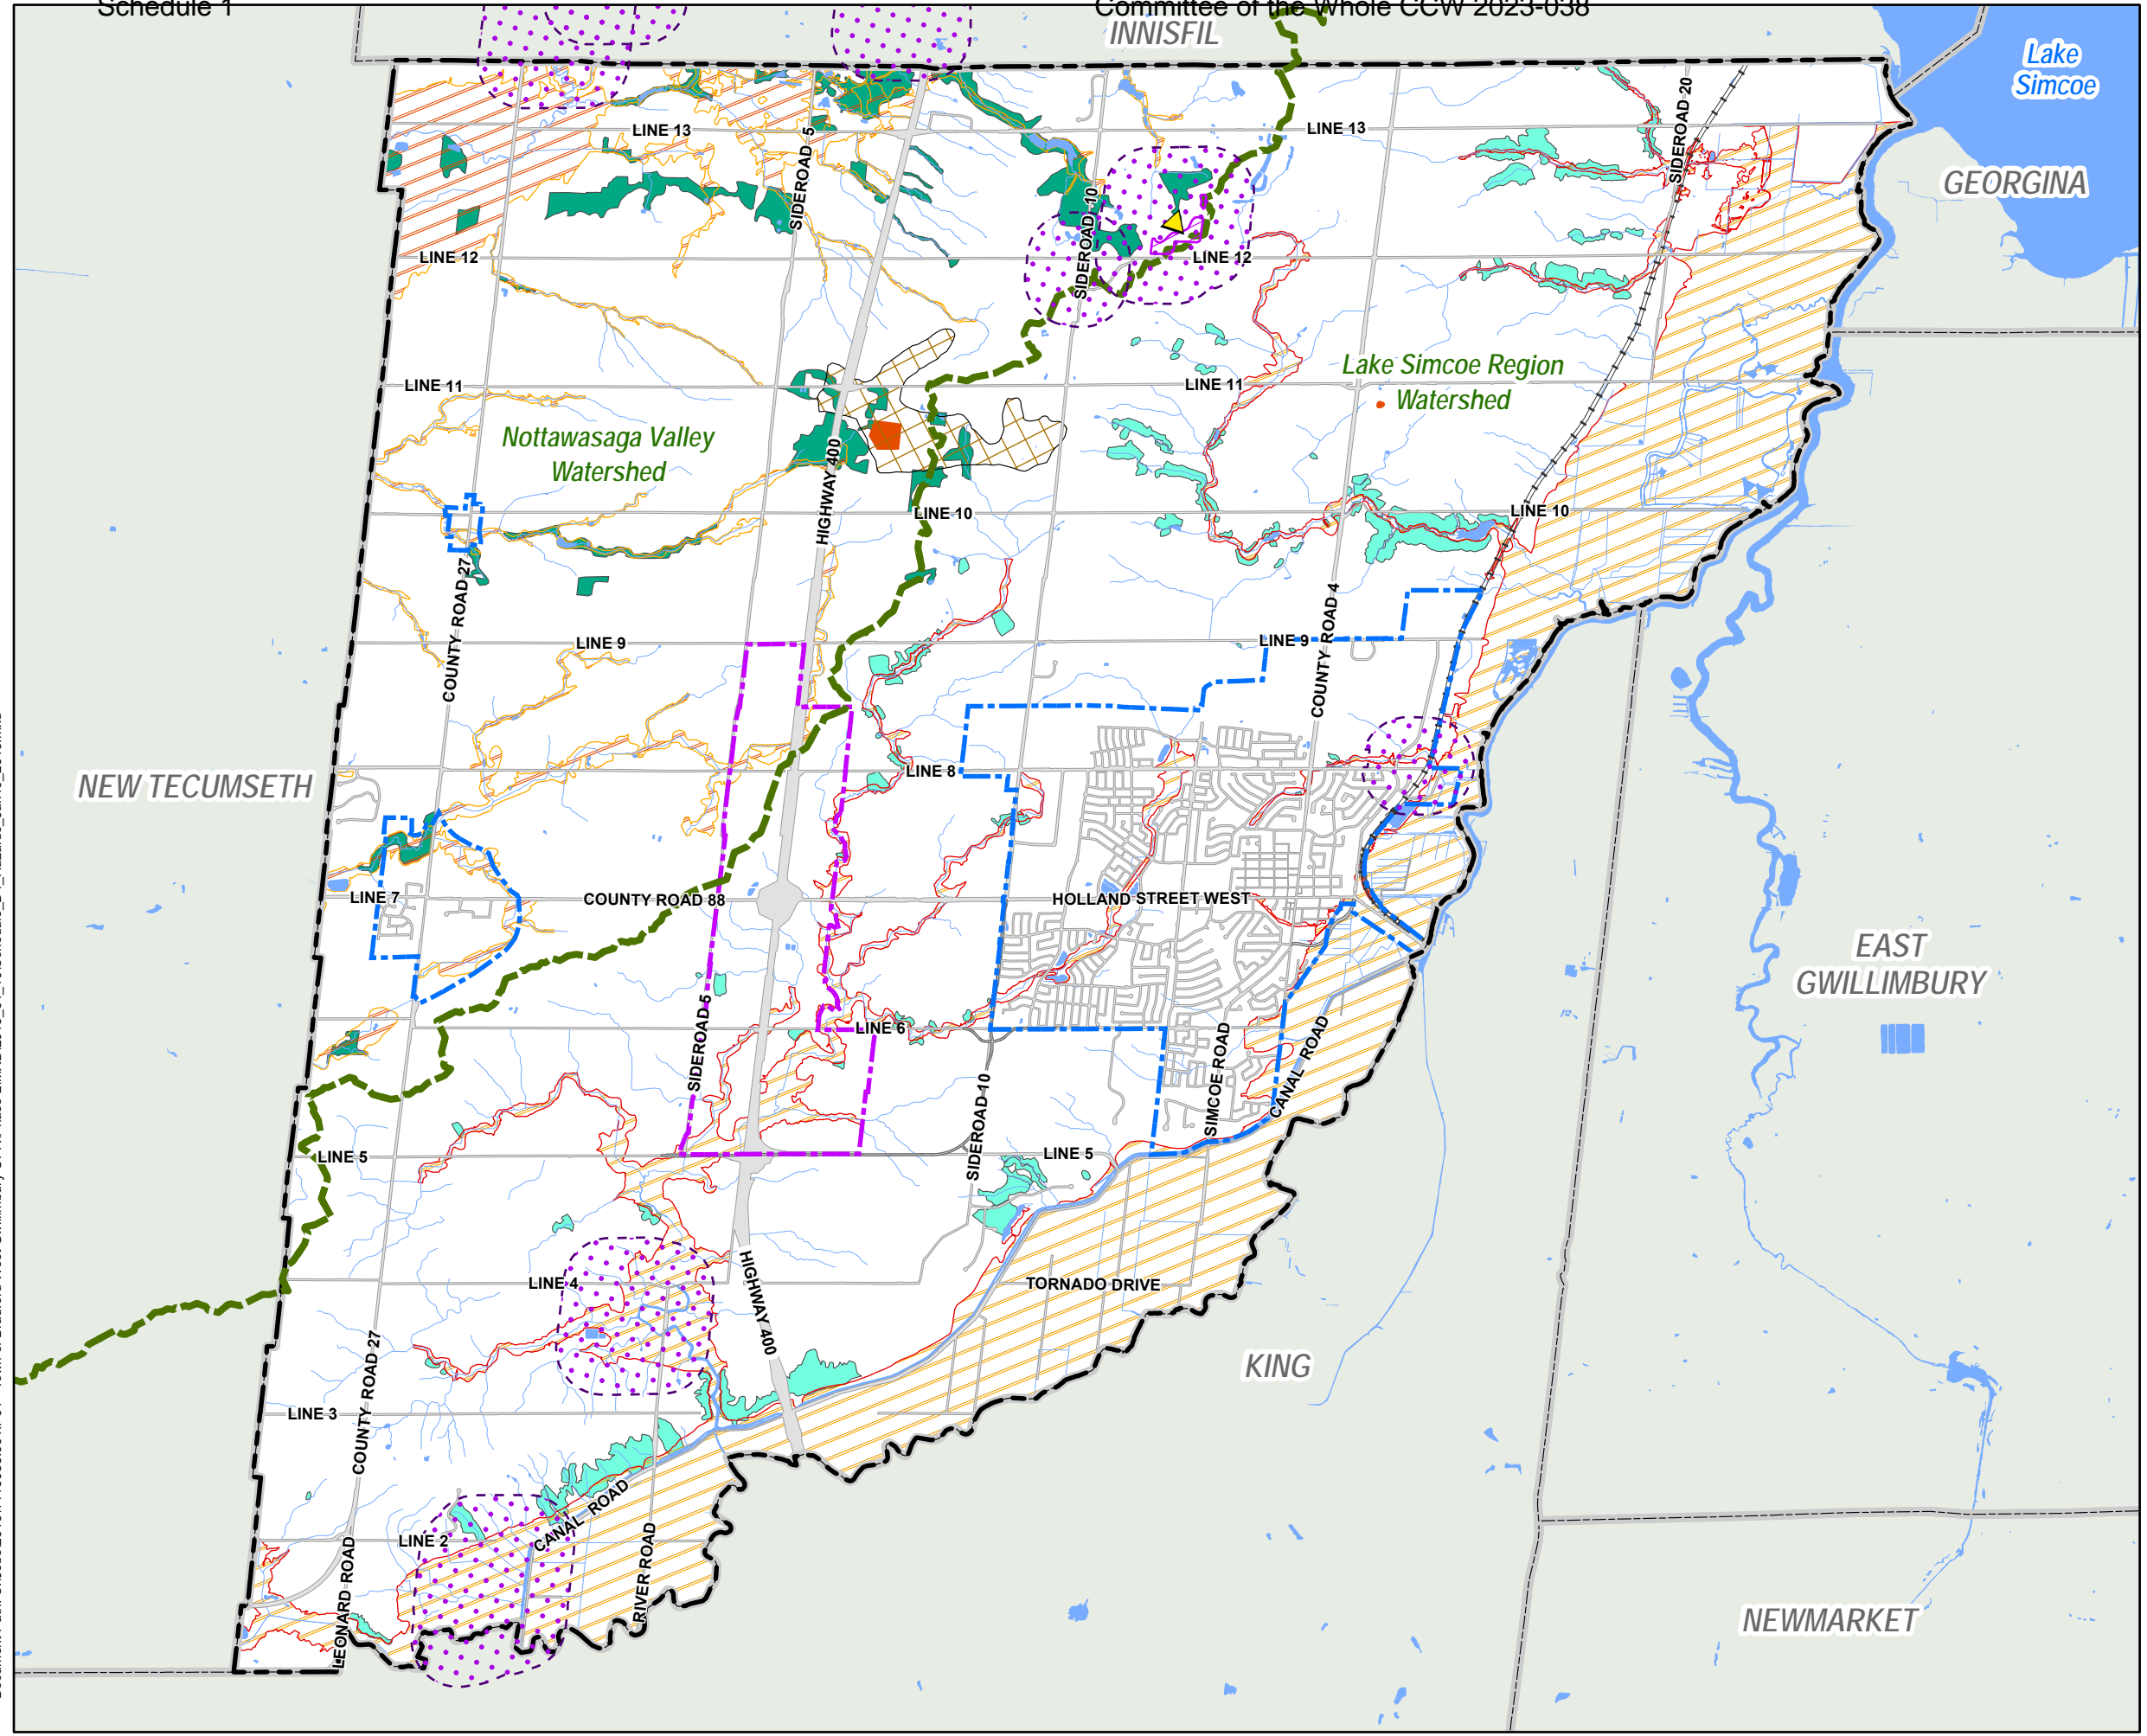 Schedule 1
Committee of the Whole CCW 2023-038
INNISFIL
Lake
Simcoe
SIDEROAD 20
LINE 13
LINE 13
SIDEROAD 5
GEORGINA
SIDEROAD 10
LINE 12
LINE 12
Lake Simcoe Region
Watershed
LINE 11
LINE 11
Nottawasaga Valley
Watershed
HIGHWAY 400
LINE 10
LINE 10
COUNTY ROAD 27
COUNTY ROAD 4
LINE 9
LINE 9
NEW TECUMSETH
LINE 8
LINE 7
COUNTY ROAD 88
HOLLAND STREET WEST
EAST
GWILLIMBURY
SIDEROAD 5
LINE 6
SIMCOE ROAD
CANAL ROAD
SIDEROAD 10
LINE 5
LINE 5
LINE 4
HIGHWAY 400
TORNADO DRIVE
KING
COUNTY ROAD 27
LINE 3
CANAL ROAD
LINE 2
LEONARD ROAD
RIVER ROAD
NEWMARKET